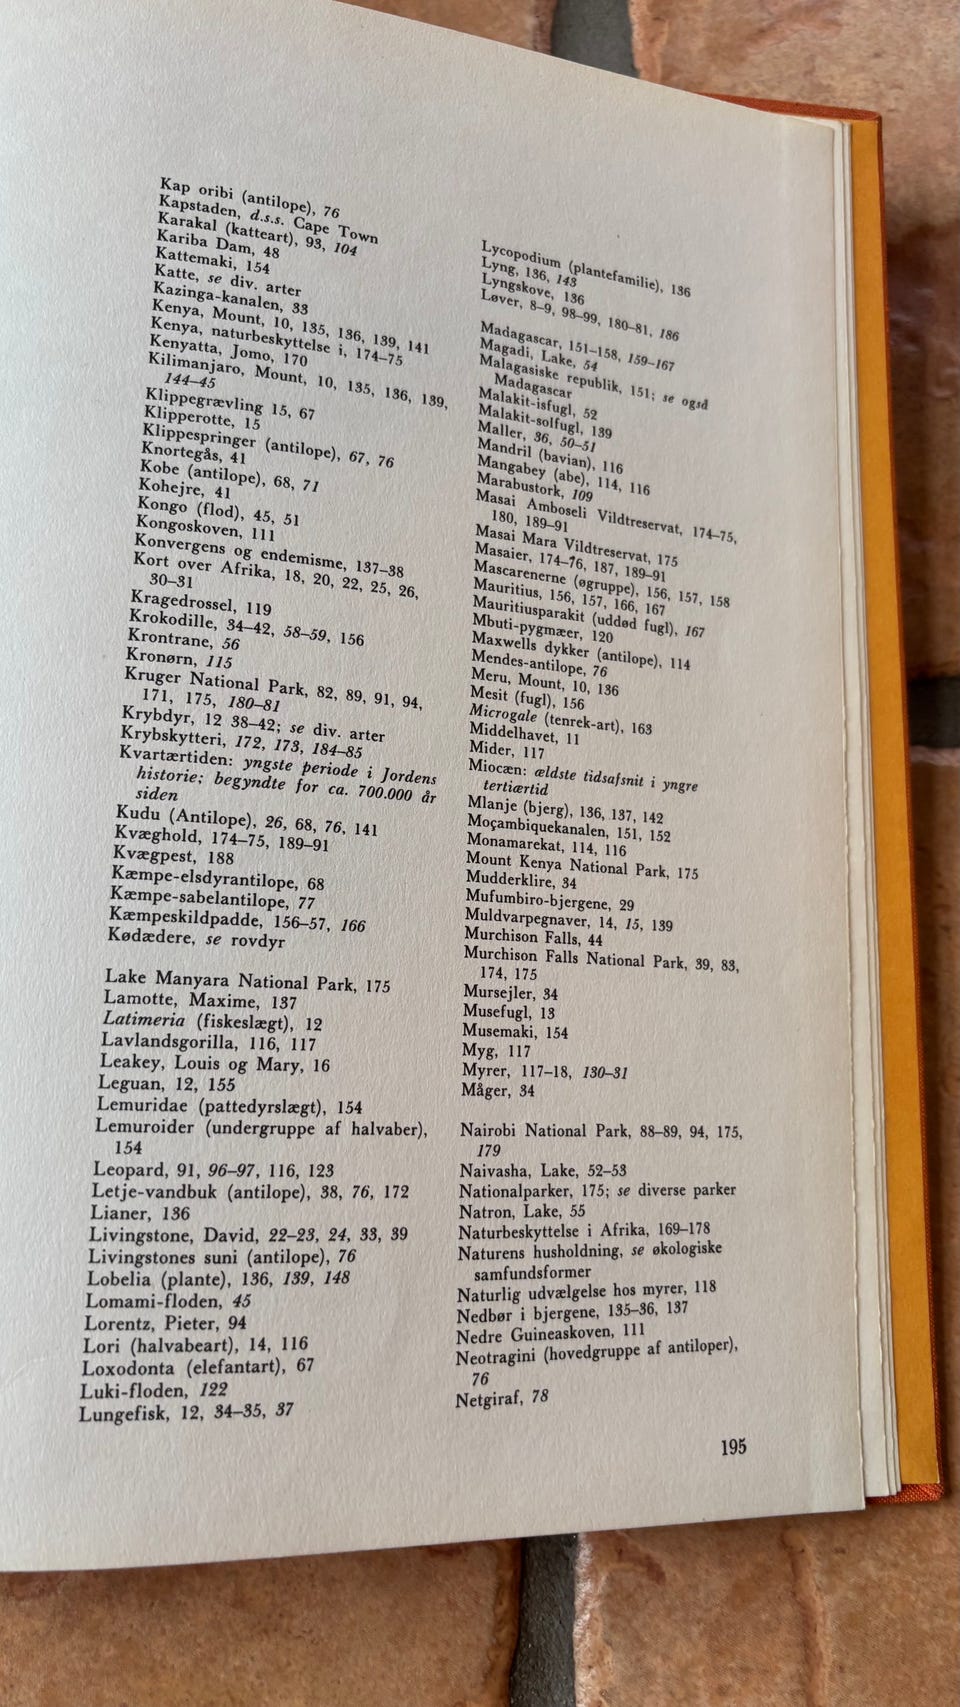 Kap oribi (antilope), 76
Kapstaden, d.s.s. Cape Town
Karakal (katteart), 93, 104
Kariba Dam, 48
Kattemaki, 154
Katte, se div. arter
Kazinga-kanalen, 33
Kenya, Mount, 10, 135, 136, 139, 141
Kenya, naturbeskyttelse i, 174–75
Kenyatta, Jomo, 170
Kilimanjaro, Mount, 10, 135, 136, 139,
144–45
Klippegrævling 15, 67
Klipperotte, 15
Klippespringer (antilope), 67, 76
Knortegås, 41
Kobe (antilope), 68, 71
Kohejre, 41
Kongo (flod), 45, 51
Kongoskoven, 111
Konvergens og endemisme, 137–38
Kort over Afrika, 18, 20, 22, 25, 26,
30–31
Kragedrossel, 119
Krokodille, 34–42, 58–59, 156
Krontrane, 56
Kronørn, 115
Kruger National Park, 82, 89, 91, 94,
171, 175, 180–81
Krybdyr, 12 38–42; se div. arter
Krybskytteri, 172, 173, 184–85
Kvartærtiden: yngste periode i Jordens
historie; begyndte for ca. 700.000 år
siden
Kudu (Antilope), 26, 68, 76, 141
Kvæghold, 174–75, 189–91
Kvægpest, 188
Kæmpe-elsdyrantilope, 68
Kæmpe-sabelantilope, 77
Kæmpeskildpadde, 156–57, 166
Kødædere, se rovdyr
Lake Manyara National Park, 175
Lamotte, Maxime, 137
Latimeria (fiskeslægt), 12
Lavlandsgorilla, 116, 117
Leakey, Louis og Mary, 16
Leguan, 12, 155
Lemuridae (pattedyrslægt), 154
Lemuroider (undergruppe af halvaber),
154
Leopard, 91, 96–97, 116, 123
Letje-vandbuk (antilope), 38, 76, 172
Lianer, 136
Livingstone, David, 22–23, 24, 33, 39
Livingstones suni (antilope), 76
Lobelia (plante), 136, 139, 148
Lomami-floden, 45
Lorentz, Pieter, 94
Lori (halvabeart), 14, 116
Loxodonta (elefantart), 67
Luki-floden, 122
Lungefisk, 12, 34–35, 37
Lycopodium (plantefamilie), 136
Lyng, 136, 143
Lyngskove, 136
Løver, 8–9, 98–99, 180–81, 186
Madagascar, 151–158, 159–167
Magadi, Lake, 54
Malagasiske republik, 151; se også
Madagascar
Malakit-isfugl, 52
Malakit-solfugl, 139
Maller, 36, 50–51
Mandril (bavian), 116
Mangabey (abe), 114, 116
Marabustork, 109
Masai Amboseli Vildtreservat, 174–75,
180, 189–91
Masai Mara Vildtreservat, 175
Masaier, 174–76, 187, 189–91
Mascarenerne (øgruppe), 156, 157, 158
Mauritius, 156, 157, 166, 167
Mauritiusparakit (uddød fugl), 167
Mbuti-pygmæer, 120
Maxwells dykker (antilope), 114
Mendes-antilope, 76
Meru, Mount, 10, 136
Mesit (fugl), 156
Microgale (tenrek-art), 163
Middelhavet, 11
Mider, 117
Miocæn: ældste tidsafsnit i yngre
tertiærtid
Mlanje (bjerg), 136, 137, 142
Moçambiquekanalen, 151, 152
Monamarekat, 114, 116
Mount Kenya National Park, 175
Mudderklire, 34
Mufumbiro-bjergene, 29
Muldvarpegnaver, 14, 15, 139
Murchison Falls, 44
Murchison Falls National Park, 39, 83,
174, 175
Mursejler, 34
Musefugl, 13
Musemaki, 154
Myg, 117
Myrer, 117–18, 130–31
Måger, 34
Nairobi National Park, 88–89, 94, 175,
179
Naivasha, Lake, 52–53
Nationalparker, 175; se diverse parker
Natron, Lake, 55
Naturbeskyttelse i Afrika, 169–178
Naturens husholdning, se økologiske
samfundsformer
Naturlig udvælgelse hos myrer, 118
Nedbør i bjergene, 135–36, 137
Nedre Guineaskoven, 111
Neotragini (hovedgruppe af antiloper),
76
Netgiraf, 78
195